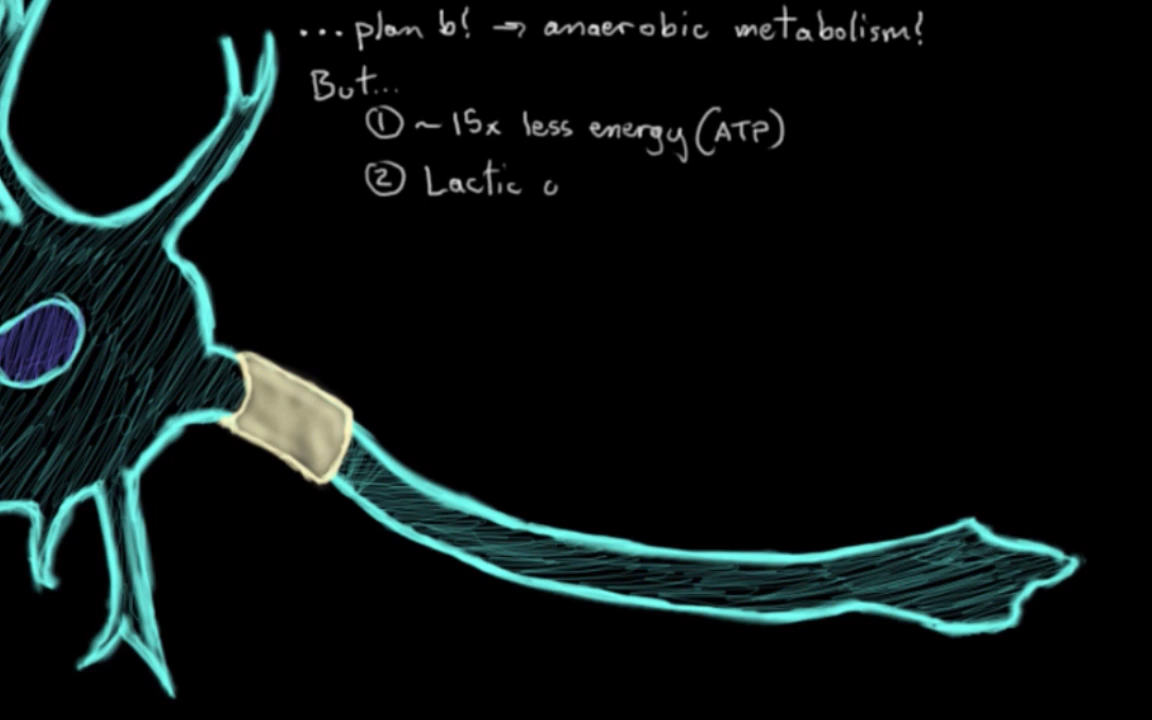 ...plan b! → anaerobic metabolism!
But...
① ~15x less energy (ATP)
② Lactic a